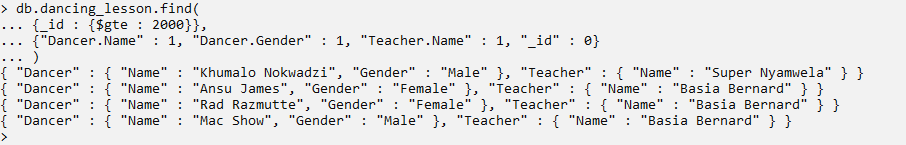 > db.dancing_lesson.find(
... {_id : {$gte : 2000}},
... {"Dancer.Name" : 1, "Dancer.Gender" : 1, "Teacher.Name" : 1, "_id" : 0}
... )
{ "Dancer" : { "Name" : "Khumalo Nokwadzi", "Gender" : "Male" }, "Teacher" : { "Name" : "Super Nyamwela" } }
{ "Dancer" : { "Name" : "Ansu James", "Gender" : "Female" }, "Teacher" : { "Name" : "Basia Bernard" } }
{ "Dancer" : { "Name" : "Rad Razmutte", "Gender" : "Female" }, "Teacher" : { "Name" : "Basia Bernard" } }
{ "Dancer" : { "Name" : "Mac Show", "Gender" : "Male" }, "Teacher" : { "Name" : "Basia Bernard" } }
>